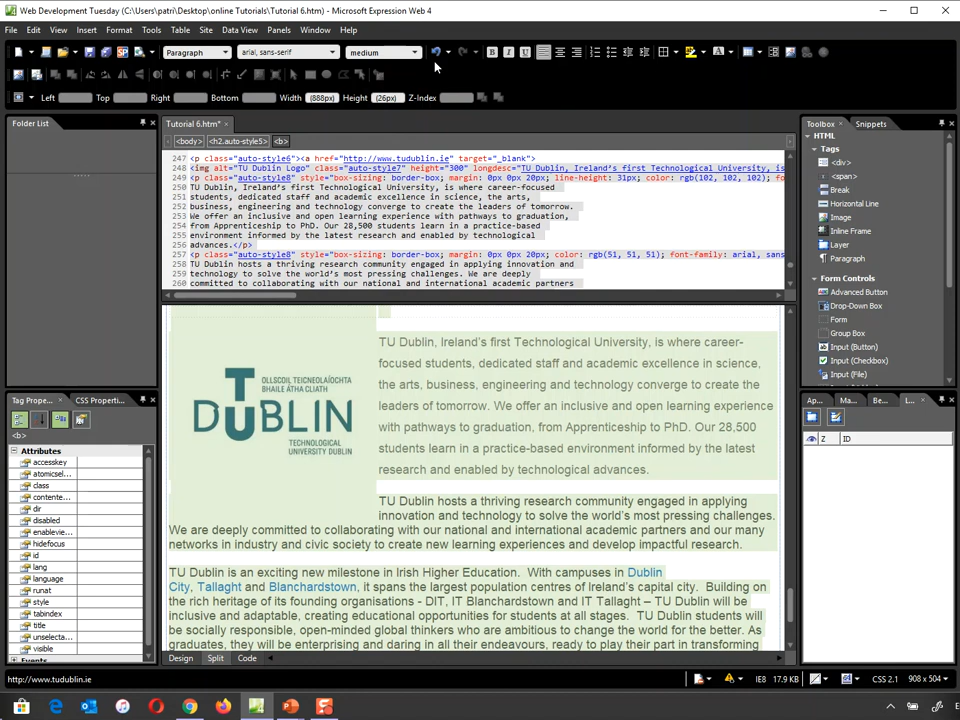 Web Development Tuesday (C:\Users\patri\Desktop\online Tutorials\Tutorial 6.htm) - Microsoft Expression Web 4
File Edit View Insert Format Tools Table Site Data View Panels Window Help
Paragraph arial, sans-serif medium
Left Top Right Bottom Width (888px) Height (26px) Z-Index
Folder List
Tutorial 6.htm*
<body> <h2.auto-style5> <b>
247 <p class="auto-style6"><a href="http://www.tudublin.ie" target="_blank">
248 <img alt="TU Dublin Logo" class="auto-style7" height="300" longdesc="TU Dublin, Ireland's first Technological University, is
249 <p class="auto-style8" style="box-sizing: border-box; margin: 0px 0px 20px; line-height: 31px; color: rgb(102, 102, 102); fo
250 TU Dublin, Ireland's first Technological University, is where career-focused
251 students, dedicated staff and academic excellence in science, the arts,
252 business, engineering and technology converge to create the leaders of tomorrow.
253 We offer an inclusive and open learning experience with pathways to graduation,
254 from Apprenticeship to PhD. Our 28,500 students learn in a practice-based
255 environment informed by the latest research and enabled by technological
256 advances.</p>
257 <p class="auto-style8" style="box-sizing: border-box; margin: 0px 0px 20px; color: rgb(51, 51, 51); font-family: arial, sans
258 TU Dublin hosts a thriving research community engaged in applying innovation and
259 technology to solve the world's most pressing challenges. We are deeply
260 committed to collaborating with our national and international academic partners
TU Dublin, Ireland's first Technological University, is where career-
focused students, dedicated staff and academic excellence in science,
the arts, business, engineering and technology converge to create the
leaders of tomorrow. We offer an inclusive and open learning experience
with pathways to graduation, from Apprenticeship to PhD. Our 28,500
students learn in a practice-based environment informed by the latest
research and enabled by technological advances.
OLLSCOIL TEICNEOLAÍOCHTA
BHAILE ÁTHA CLIATH
TU DUBLIN
TECHNOLOGICAL
UNIVERSITY DUBLIN
TU Dublin hosts a thriving research community engaged in applying
innovation and technology to solve the world's most pressing challenges.
We are deeply committed to collaborating with our national and international academic partners and our many
networks in industry and civic society to create new learning experiences and develop impactful research.
TU Dublin is an exciting new milestone in Irish Higher Education. With campuses in Dublin
City, Tallaght and Blanchardstown, it spans the largest population centres of Ireland's capital city. Building on
the rich heritage of its founding organisations - DIT, IT Blanchardstown and IT Tallaght – TU Dublin will be
inclusive and adaptable, creating educational opportunities for students at all stages. TU Dublin students will
be socially responsible, open-minded global thinkers who are ambitious to change the world for the better. As
graduates, they will be enterprising and daring in all their endeavours, ready to play their part in transforming
Design Split Code
Toolbox Snippets
HTML
Tags
<div>
<span>
Break
Horizontal Line
Image
Inline Frame
Layer
Paragraph
Form Controls
Advanced Button
Drop-Down Box
Form
Group Box
Input (Button)
Input (Checkbox)
Input (File)
Tag Prope... CSS Properti...
<b>
Attributes
accesskey
atomicsel...
class
contente...
dir
disabled
enablevie...
hidefocus
id
lang
language
runat
style
tabindex
title
unselecta...
visible
Events
Ap... Ma... Be... L...
Z ID
http://www.tudublin.ie IE8 17.9 KB CSS 2.1 908 x 504